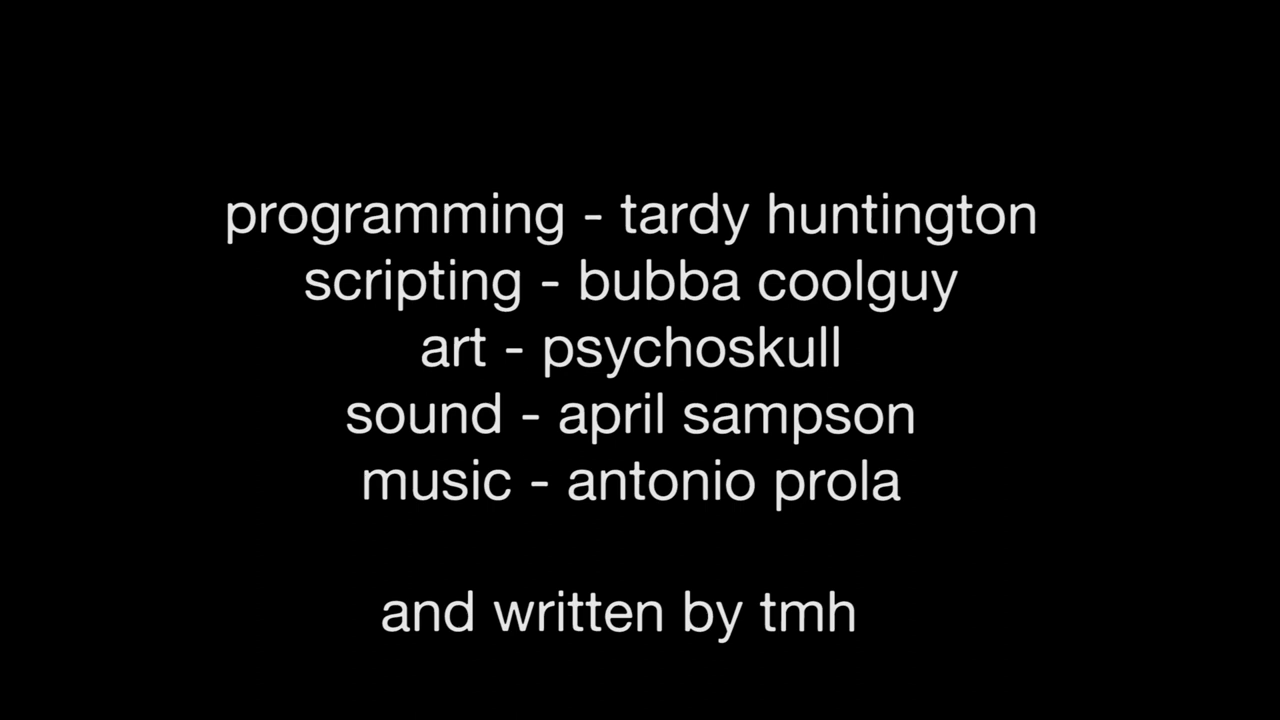 programming - tardy huntington
scripting - bubba coolguy
art - psychoskull
sound - april sampson
music - antonio prola
and written by tmh